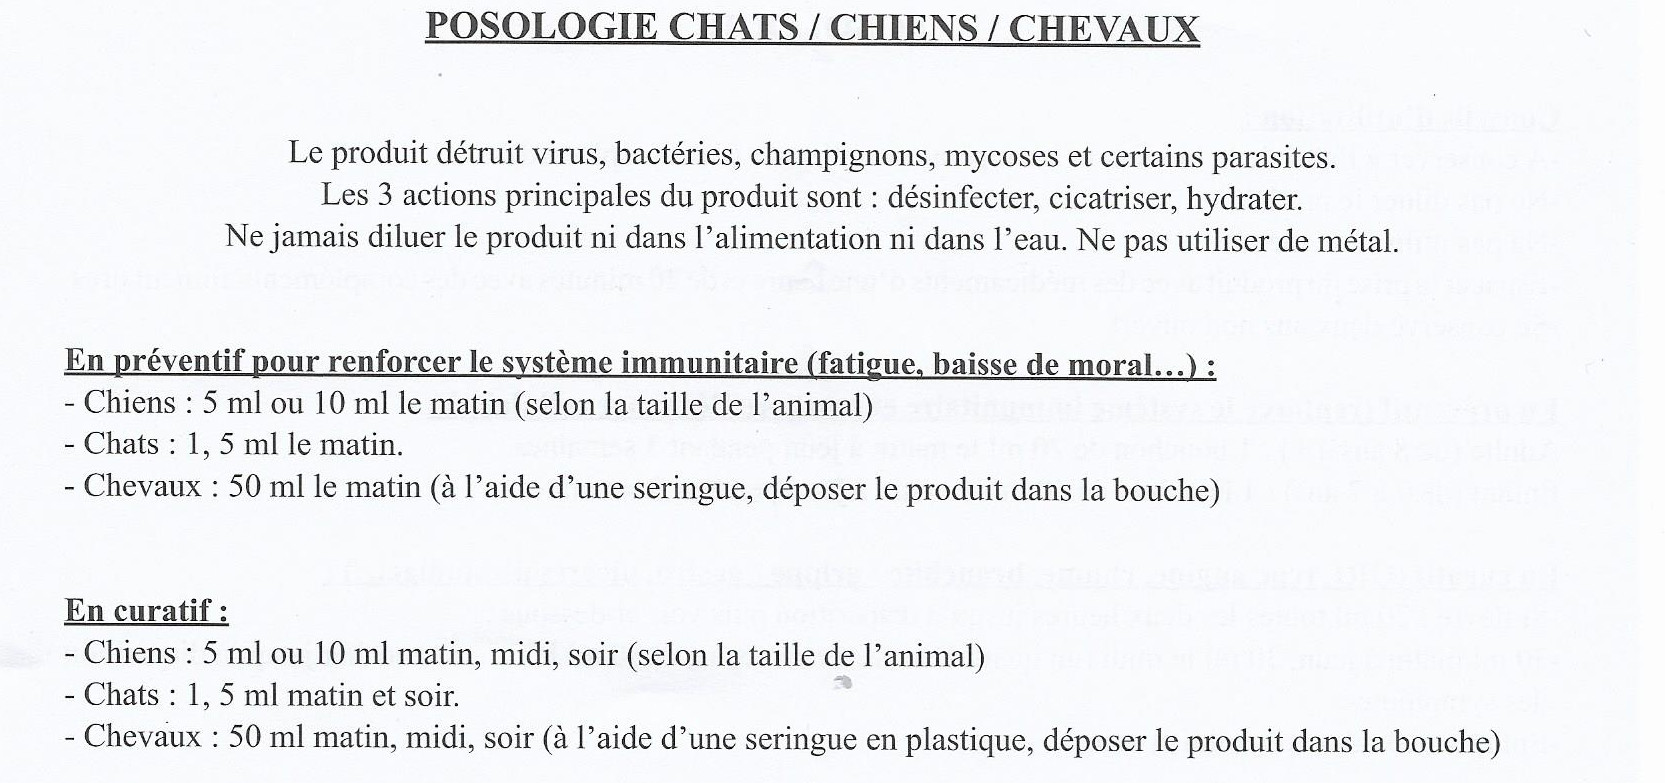 POSOLOGIE CHATS / CHIENS / CHEVAUX
Le produit détruit virus, bactéries, champignons, mycoses et certains parasites.
Les 3 actions principales du produit sont : désinfecter, cicatriser, hydrater.
Ne jamais diluer le produit ni dans l'alimentation ni dans l'eau. Ne pas utiliser de métal.
En préventif pour renforcer le système immunitaire (fatigue, baisse de moral…) :
- Chiens : 5 ml ou 10 ml le matin (selon la taille de l'animal)
- Chats : 1, 5 ml le matin.
- Chevaux : 50 ml le matin (à l'aide d'une seringue, déposer le produit dans la bouche)
En curatif :
- Chiens : 5 ml ou 10 ml matin, midi, soir (selon la taille de l'animal)
- Chats : 1, 5 ml matin et soir.
- Chevaux : 50 ml matin, midi, soir (à l'aide d'une seringue en plastique, déposer le produit dans la bouche)